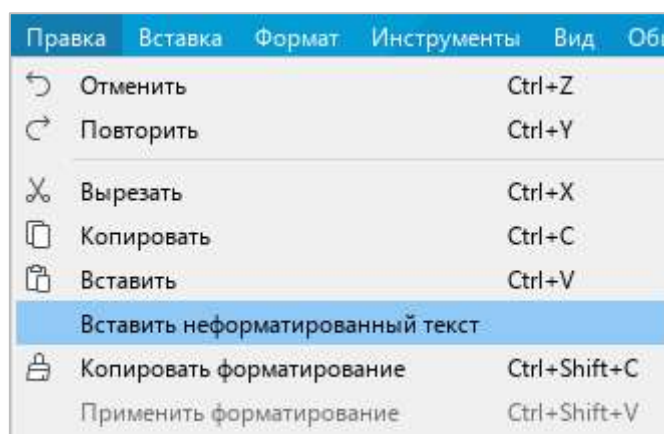 Правка Вставка Формат Инструменты Вид
Отменить Ctrl+Z
Повторить Ctrl+Y
Вырезать Ctrl+X
Копировать Ctrl+C
Вставить Ctrl+V
Вставить неформатированный текст
Копировать форматирование Ctrl+Shift+C
Применить форматирование Ctrl+Shift+V